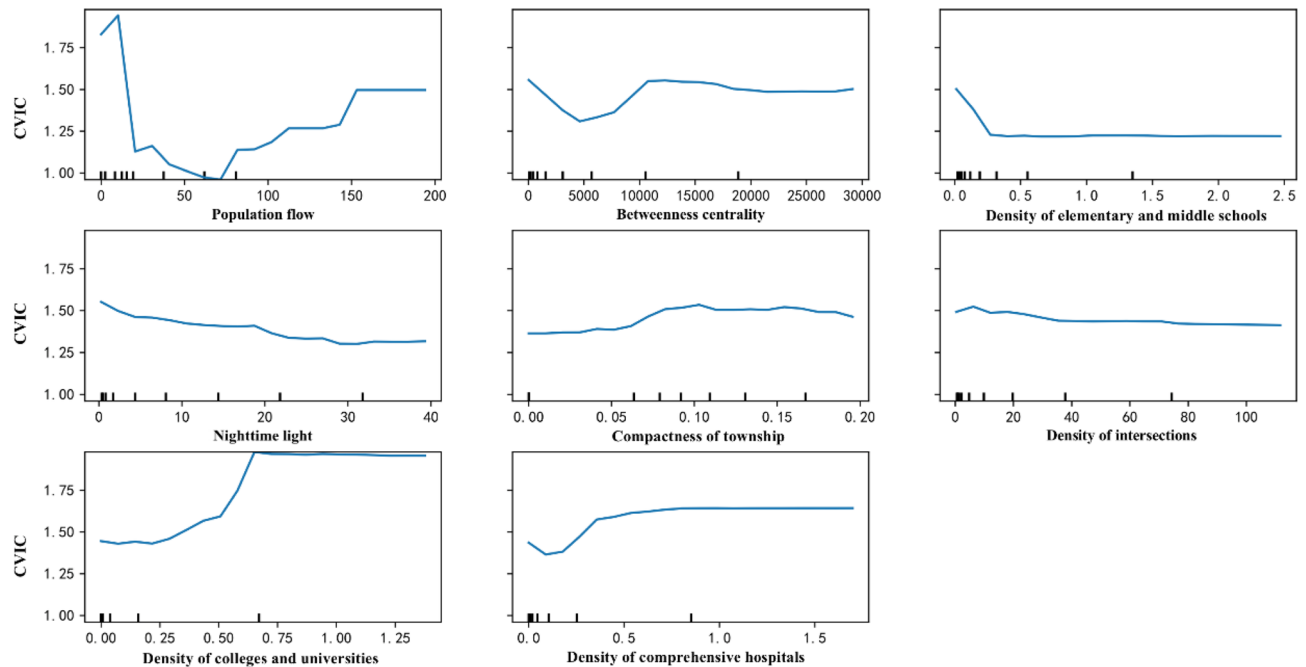 CVIC
1.75
1.50
1.25
1.00
0 50 100 150 200
Population flow
0 5000 10000 15000 20000 25000 30000
Betweenness centrality
0.0 0.5 1.0 1.5 2.0 2.5
Density of elementary and middle schools
CVIC
1.75
1.50
1.25
1.00
0 10 20 30 40
Nighttime light
0.00 0.05 0.10 0.15 0.20
Compactness of township
0 20 40 60 80 100
Density of intersections
CVIC
1.75
1.50
1.25
1.00
0.00 0.25 0.50 0.75 1.00 1.25
Density of colleges and universities
0.0 0.5 1.0 1.5
Density of comprehensive hospitals